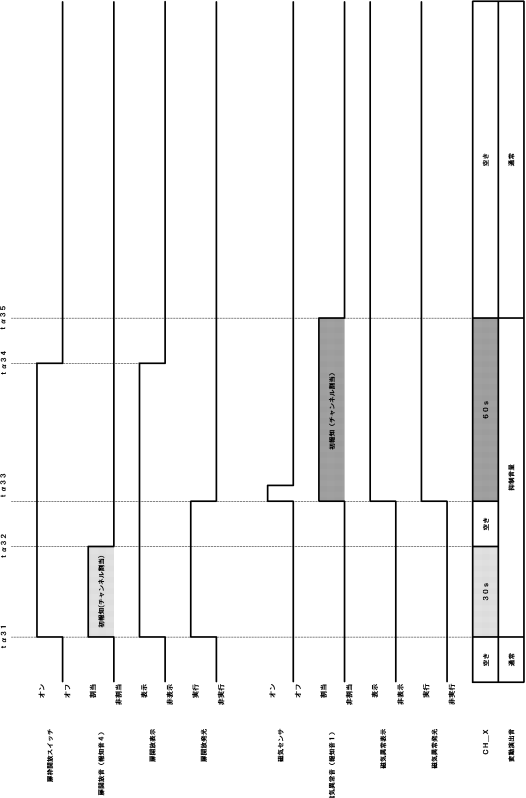 tα31
tα32
tα33
tα34
tα35
扉枠開放スイッチ
オン
オフ
扉開放音（報知音４）
割当
非割当
初報知(チャンネル割当)
扉開放表示
表示
非表示
扉開放発光
実行
非実行
磁気センサ
オン
オフ
磁気異常音（報知音１）
割当
非割当
初報知（チャンネル割当）
磁気異常表示
表示
非表示
磁気異常発光
実行
非実行
ＣＨ＿Ｘ
空き
３０ｓ
空き
６０ｓ
空き
変動演出音
通常
抑制音量
通常